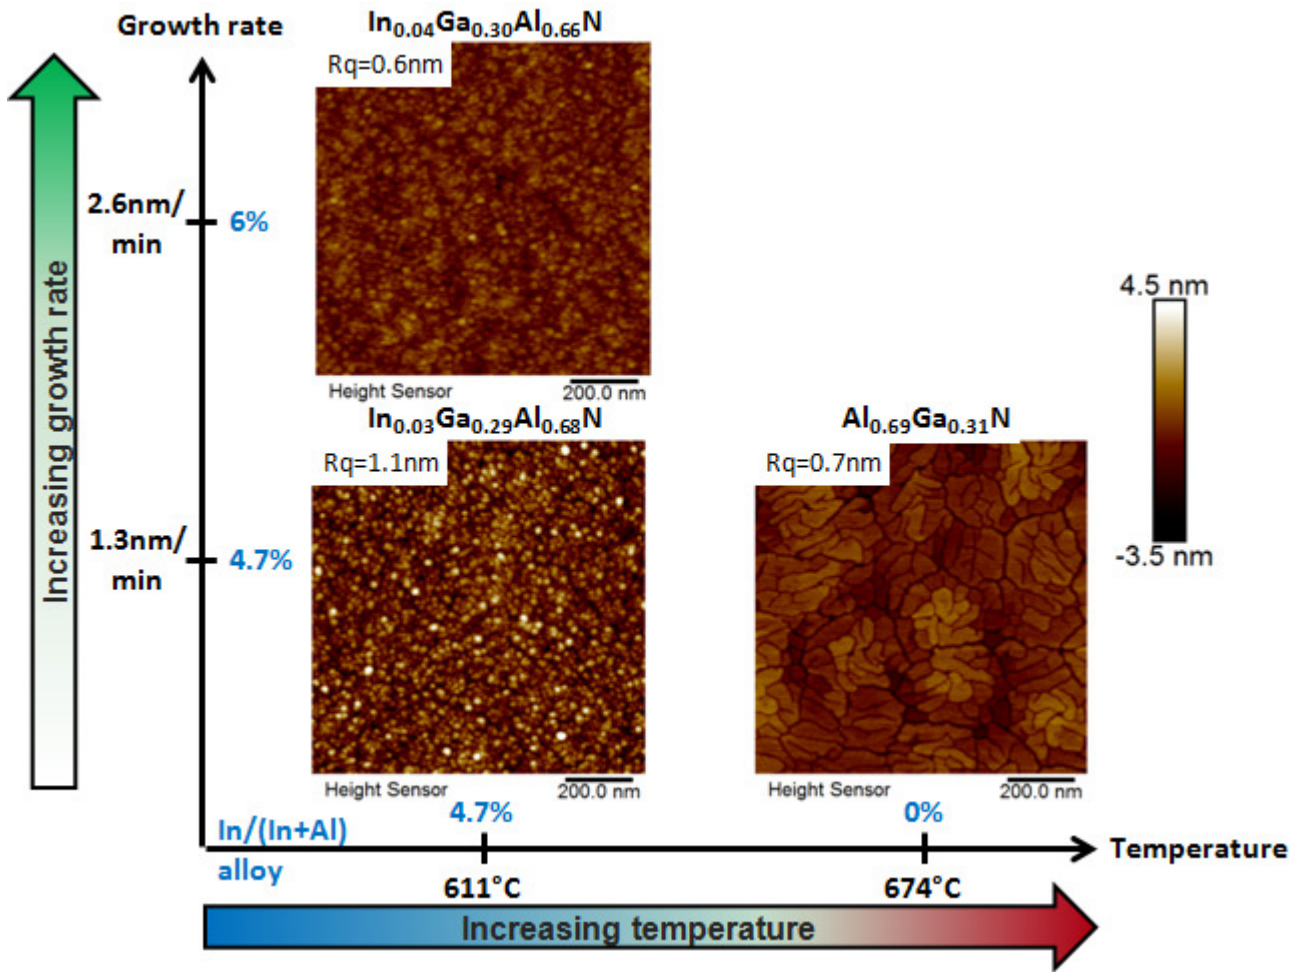 Growth rate
In0.04Ga0.30Al0.66N
Rq=0.6nm
2.6nm/
min
6%
Increasing growth rate
Height Sensor
200.0 nm
4.5 nm
-3.5 nm
In0.03Ga0.29Al0.68N
Rq=1.1nm
Al0.69Ga0.31N
Rq=0.7nm
1.3nm/
min
4.7%
Height Sensor
200.0 nm
Height Sensor
200.0 nm
In/(In+Al)
alloy
4.7%
0%
Temperature
611°C
674°C
Increasing temperature